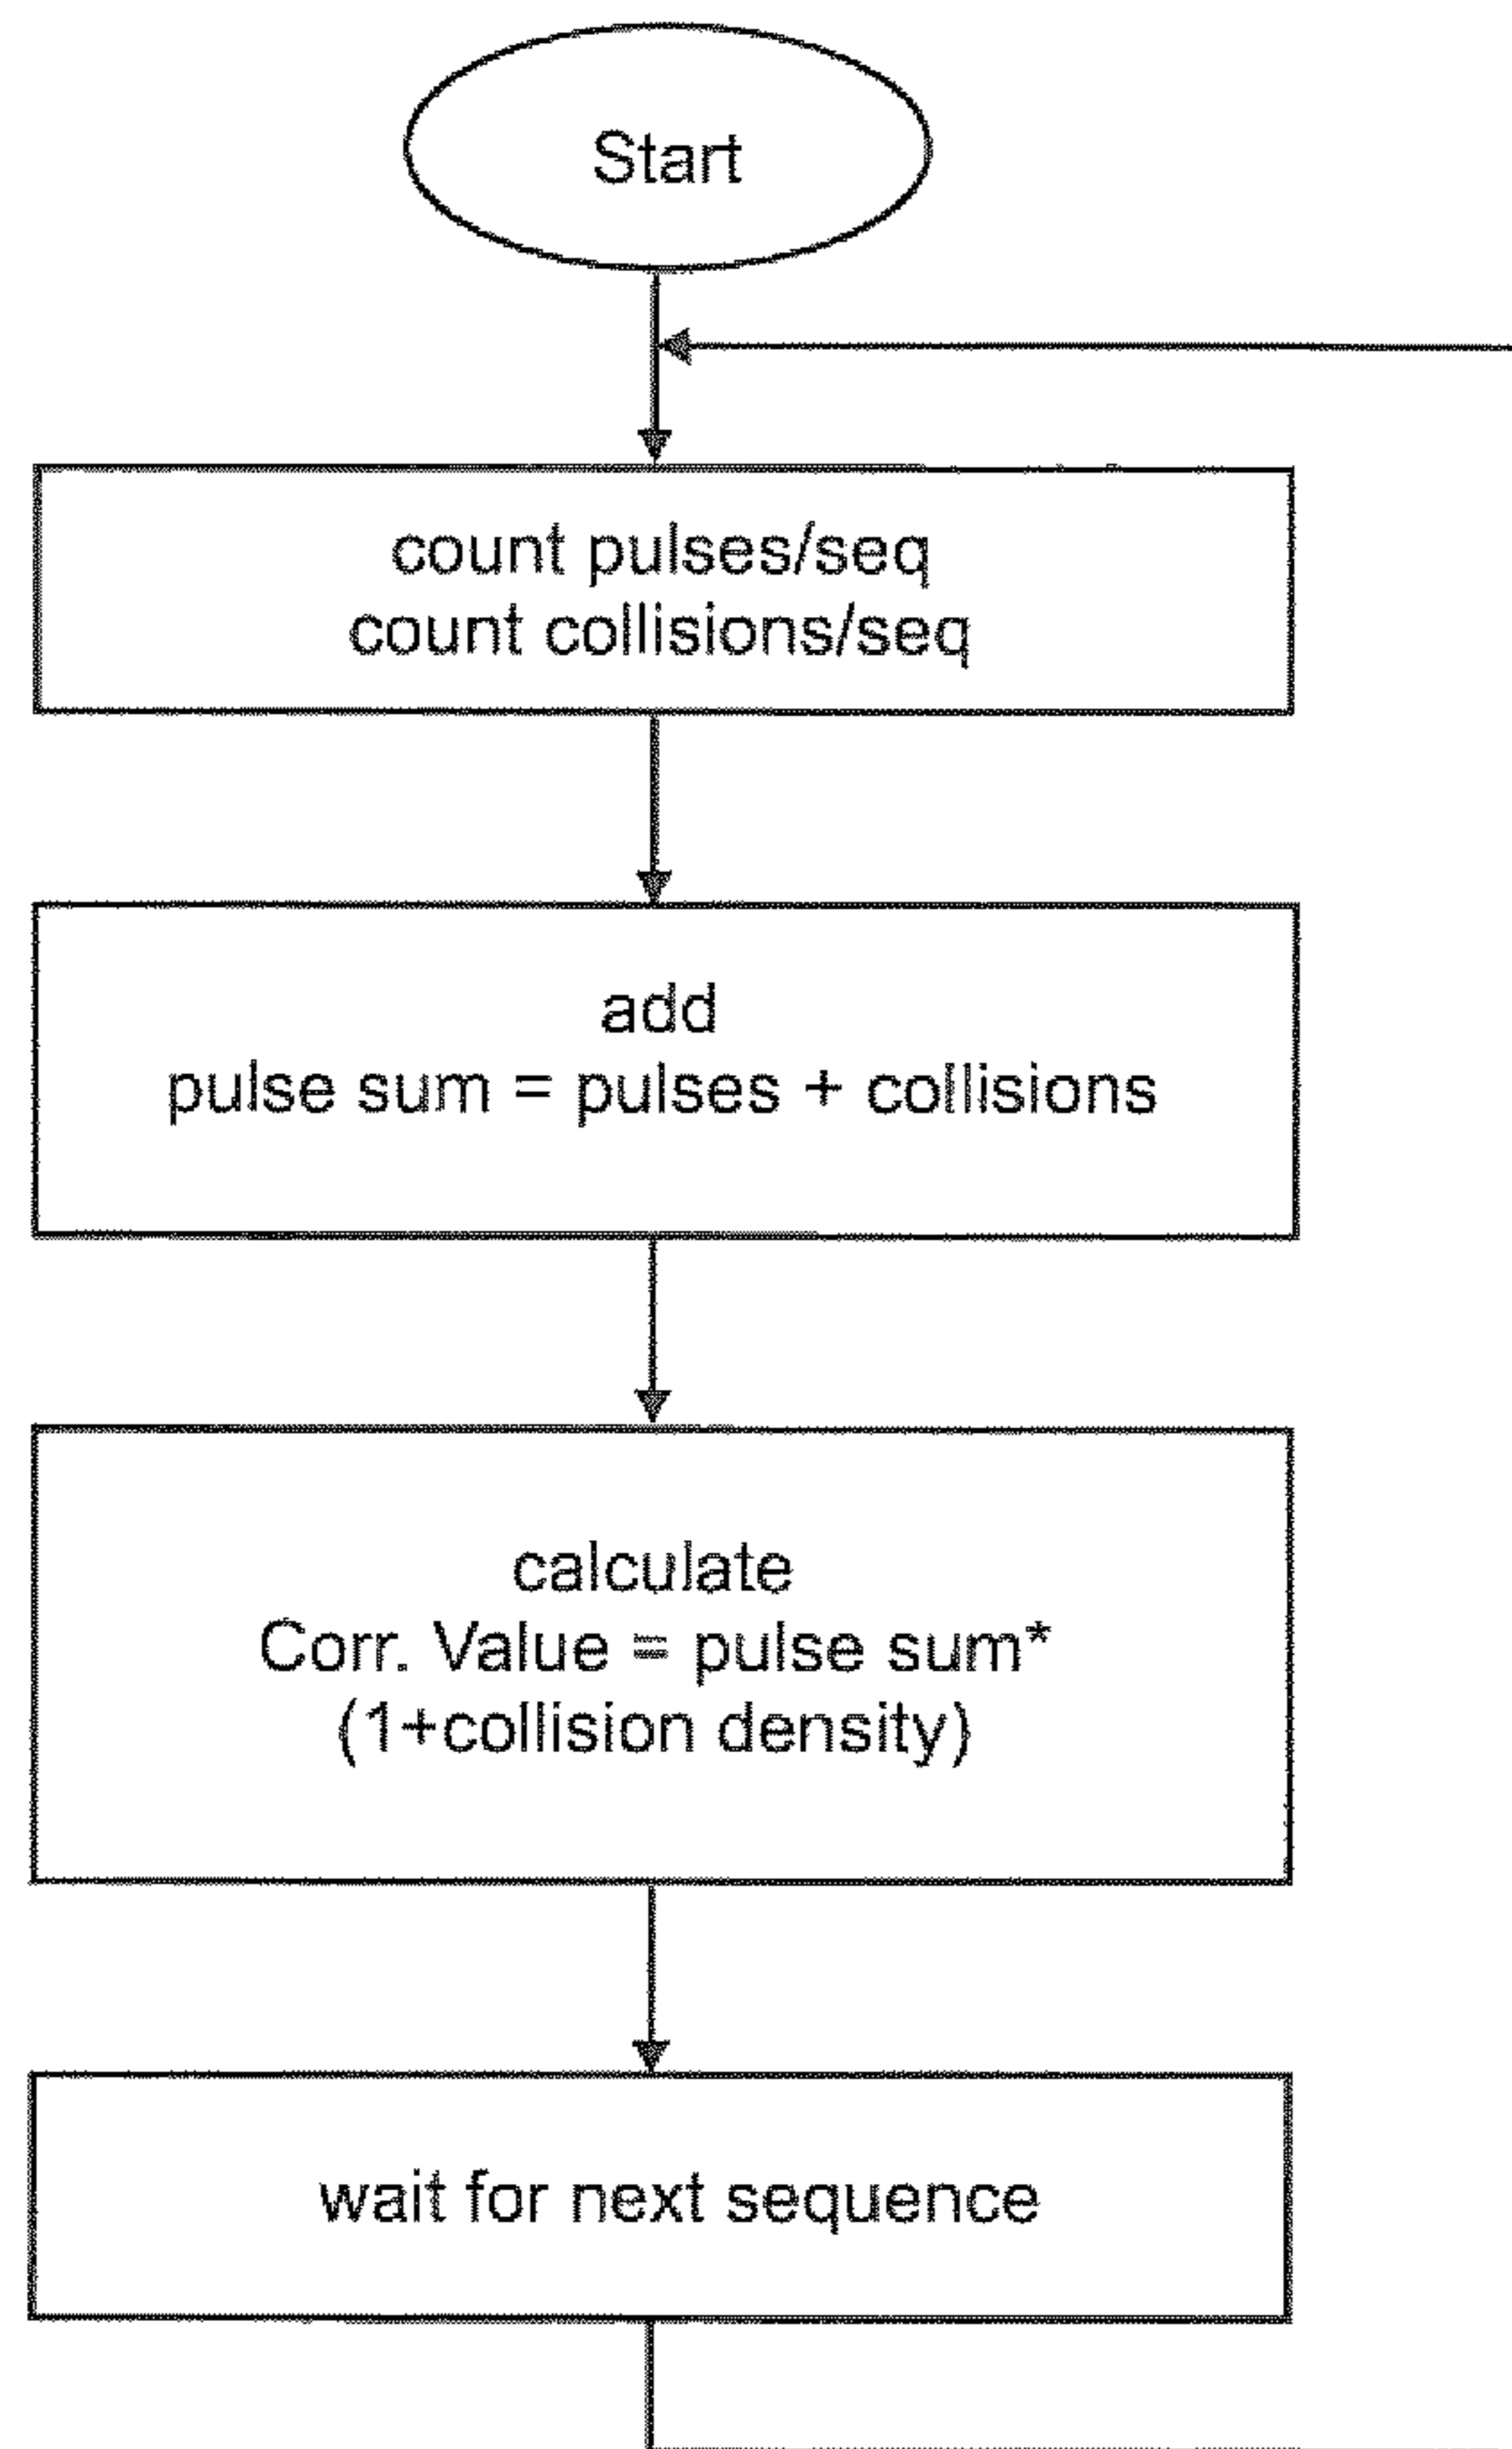 Start
count pulses/seq
count collisions/seq
add
pulse sum = pulses + collisions
calculate
Corr. Value = pulse sum*
(1+collision density)
wait for next sequence